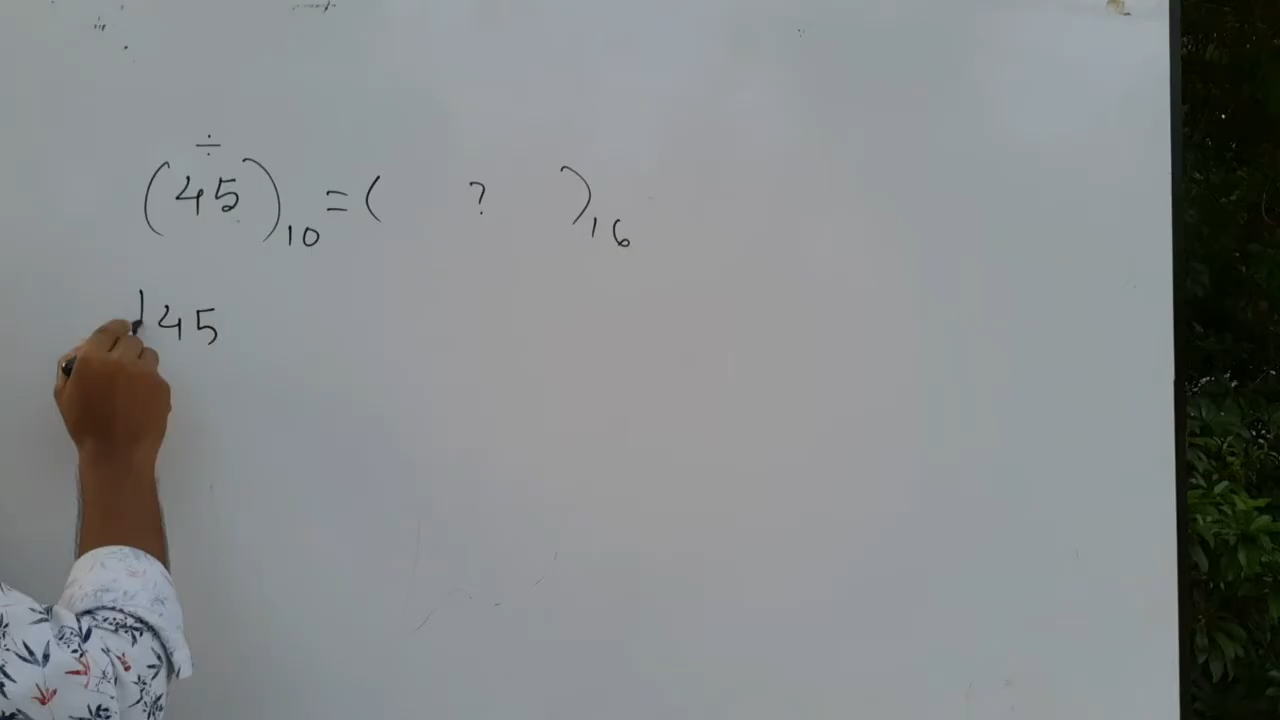 ÷
(45)₁₀ = ( ? )₁₆
45